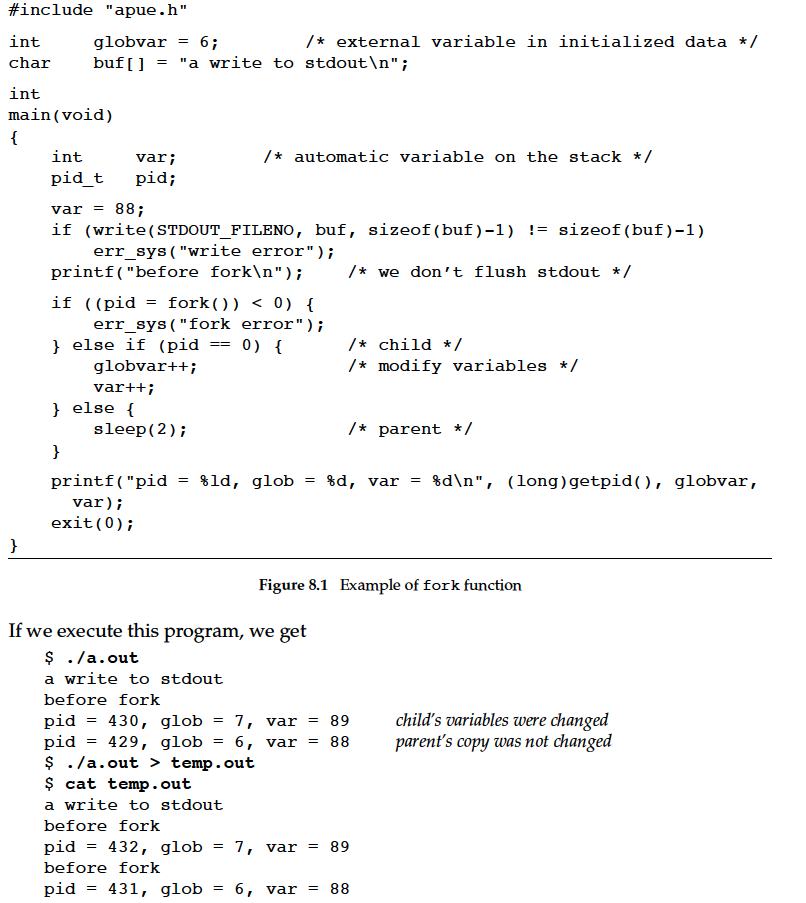 #include "apue.h"
int     globvar = 6;        /* external variable in initialized data */
char    buf[] = "a write to stdout\n";
int
main(void)
{
    int     var;        /* automatic variable on the stack */
    pid_t   pid;
    var = 88;
    if (write(STDOUT_FILENO, buf, sizeof(buf)-1) != sizeof(buf)-1)
        err_sys("write error");
    printf("before fork\n");    /* we don't flush stdout */
    if ((pid = fork()) < 0) {
        err_sys("fork error");
    } else if (pid == 0) {      /* child */
        globvar++;              /* modify variables */
        var++;
    } else {
        sleep(2);               /* parent */
    }
    printf("pid = %ld, glob = %d, var = %d\n", (long)getpid(), globvar,
      var);
    exit(0);
}
Figure 8.1 Example of fork function
If we execute this program, we get
$ ./a.out
a write to stdout
before fork
pid = 430, glob = 7, var = 89    child's variables were changed
pid = 429, glob = 6, var = 88    parent's copy was not changed
$ ./a.out > temp.out
$ cat temp.out
a write to stdout
before fork
pid = 432, glob = 7, var = 89
before fork
pid = 431, glob = 6, var = 88